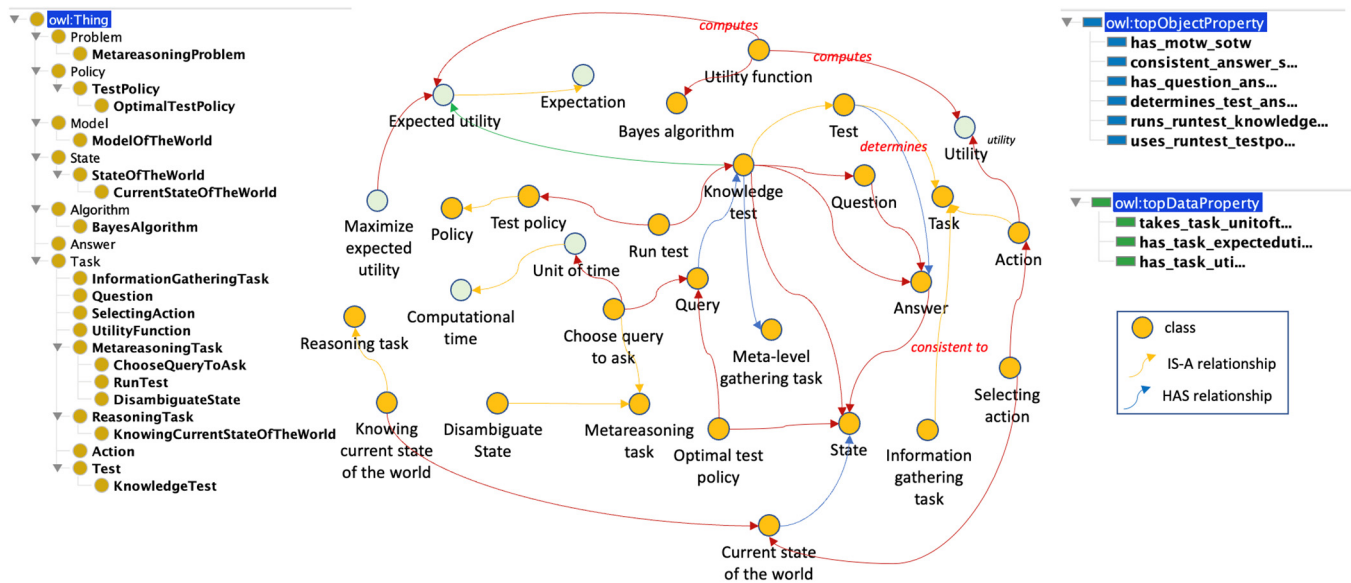 owl:Thing
Problem
MetareasoningProblem
Policy
TestPolicy
OptimalTestPolicy
Model
ModelOfTheWorld
State
StateOfTheWorld
CurrentStateOfTheWorld
Algorithm
BayesAlgorithm
Answer
Task
InformationGatheringTask
Question
SelectingAction
UtilityFunction
MetareasoningTask
ChooseQueryToAsk
RunTest
DisambiguateState
ReasoningTask
KnowingCurrentStateOfTheWorld
Action
Test
KnowledgeTest
computes
Utility function
computes
Expected utility
Expectation
Bayes algorithm
Test
determines
Utility
utility
Knowledge
test
Question
Task
Maximize
expected
utility
Policy
Test policy
Run test
Action
Unit of time
Computational
time
Query
Answer
Reasoning task
Choose query
to ask
Meta-level
gathering task
consistent to
Selecting
action
Knowing
current state
of the world
Disambiguate
State
Metareasoning
task
Optimal test
policy
State
Information
gathering
task
Current state
of the world
owl:topObjectProperty
has_motw_sotw
consistent_answer_s...
has_question_ans...
determines_test_ans...
runs_runtest_knowledge...
uses_runtest_testpo...
owl:topDataProperty
takes_task_unitoft...
has_task_expecteduti...
has_task_uti...
class
IS-A relationship
HAS relationship